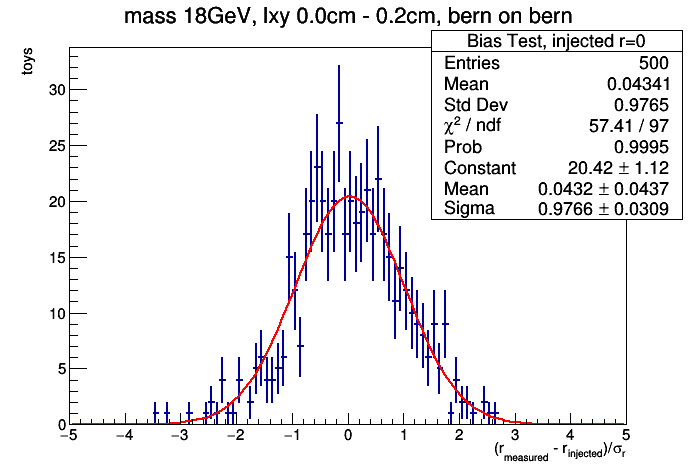 mass 18GeV, lxy 0.0cm - 0.2cm, bern on bern
Bias Test, injected r=0
Entries 500
Mean 0.04341
Std Dev 0.9765
χ² / ndf 57.41 / 97
Prob 0.9995
Constant 20.42 ± 1.12
Mean 0.0432 ± 0.0437
Sigma 0.9766 ± 0.0309
toys
30
25
20
15
10
5
0
−5 −4 −3 −2 −1 0 1 2 3 4 5
(r_measured - r_injected)/σ_r